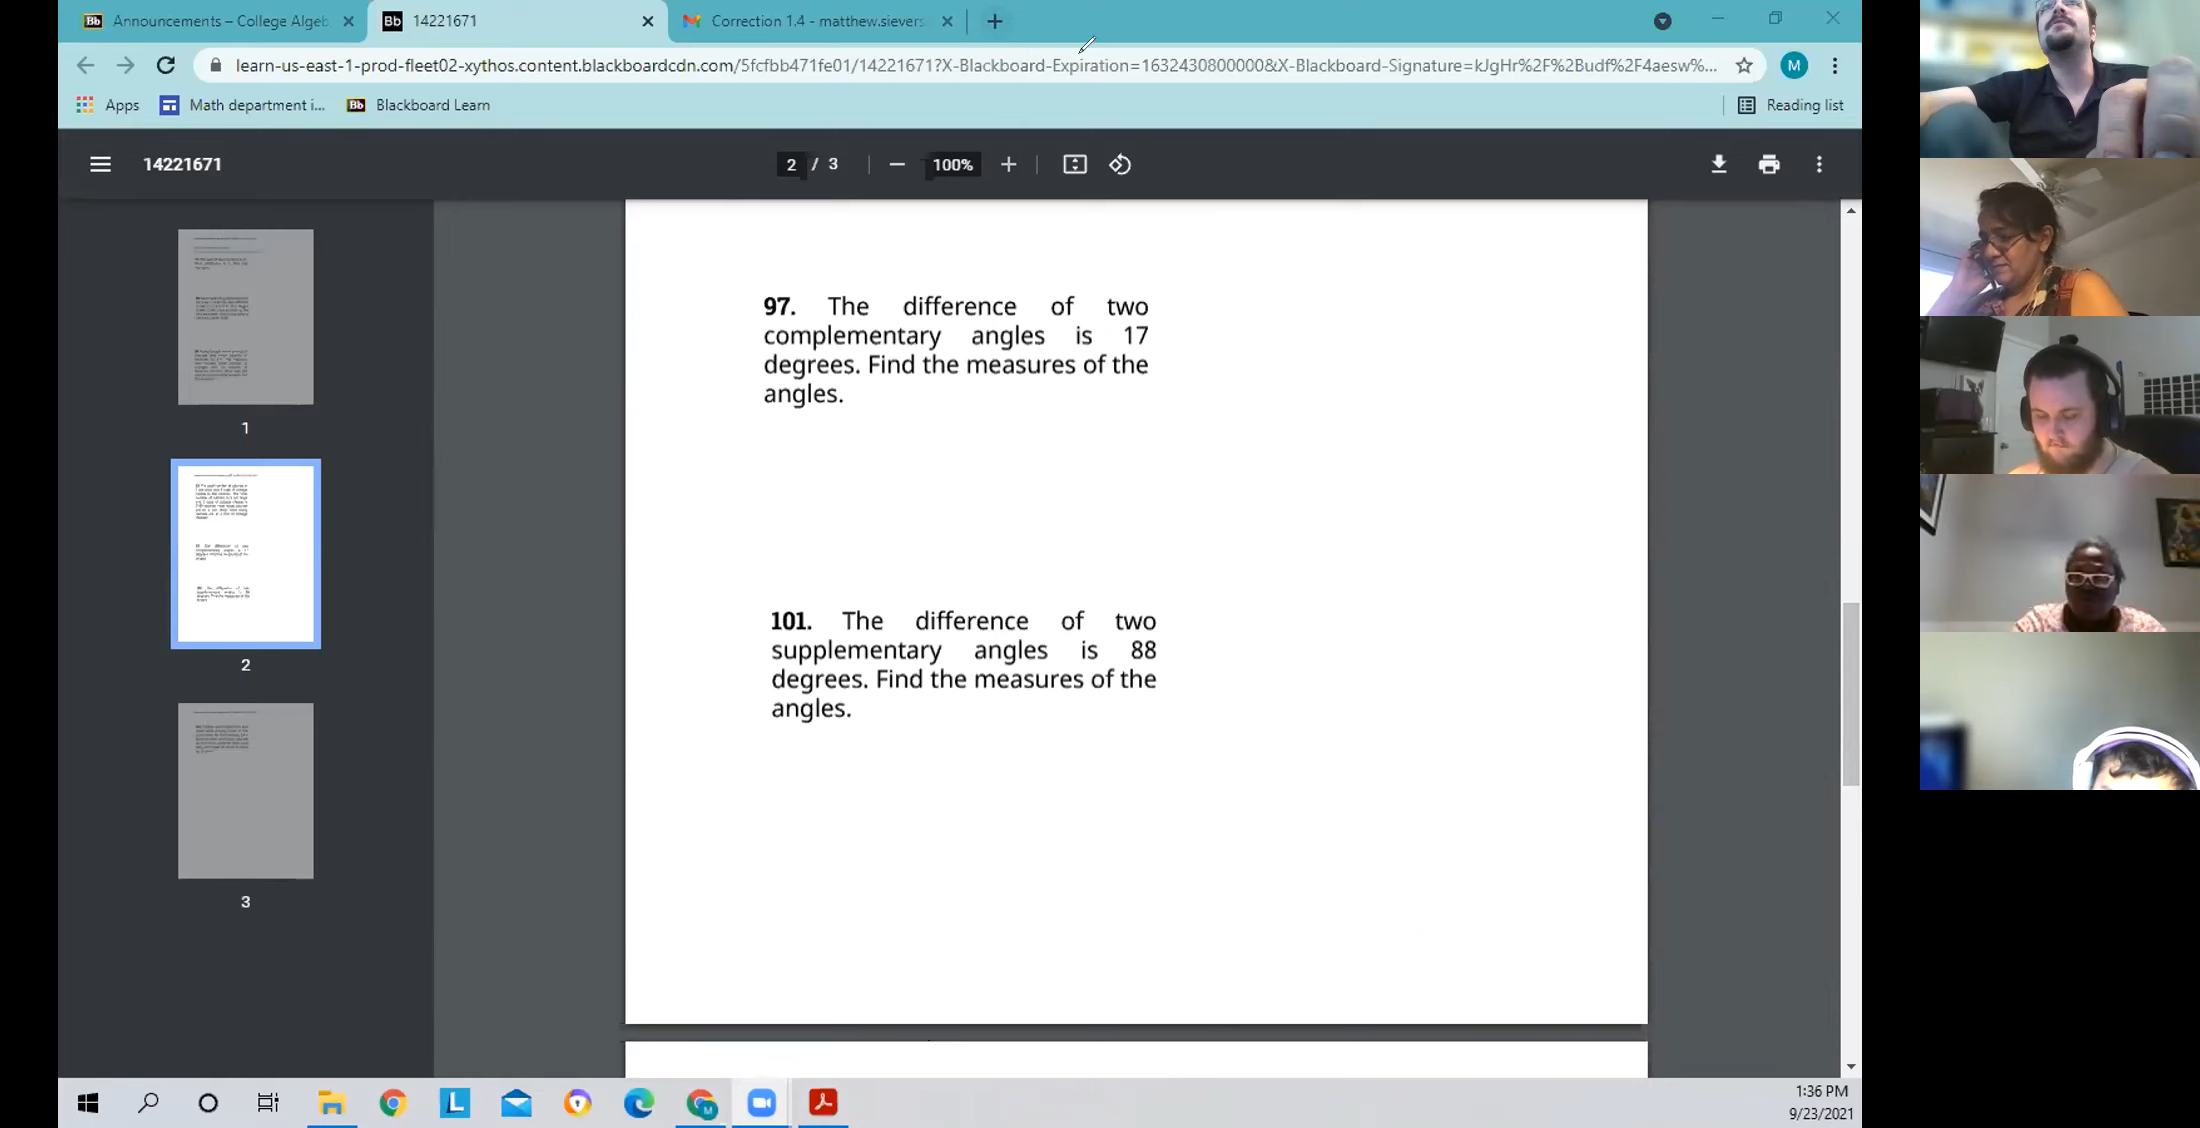 Announcements – College Algeb
14221671
Correction 1.4 - matthew.sievers
learn-us-east-1-prod-fleet02-xythos.content.blackboardcdn.com/5fcfbb471fe01/14221671?X-Blackboard-Expiration=1632430800000&X-Blackboard-Signature=kJgHr%2F%2Budf%2F4aesw%...
M
Apps
Math department i...
Blackboard Learn
Reading list
14221671
2 / 3
100%
1
2
3
97. The difference of two
complementary angles is 17
degrees. Find the measures of the
angles.
101. The difference of two
supplementary angles is 88
degrees. Find the measures of the
angles.
1:36 PM
9/23/2021